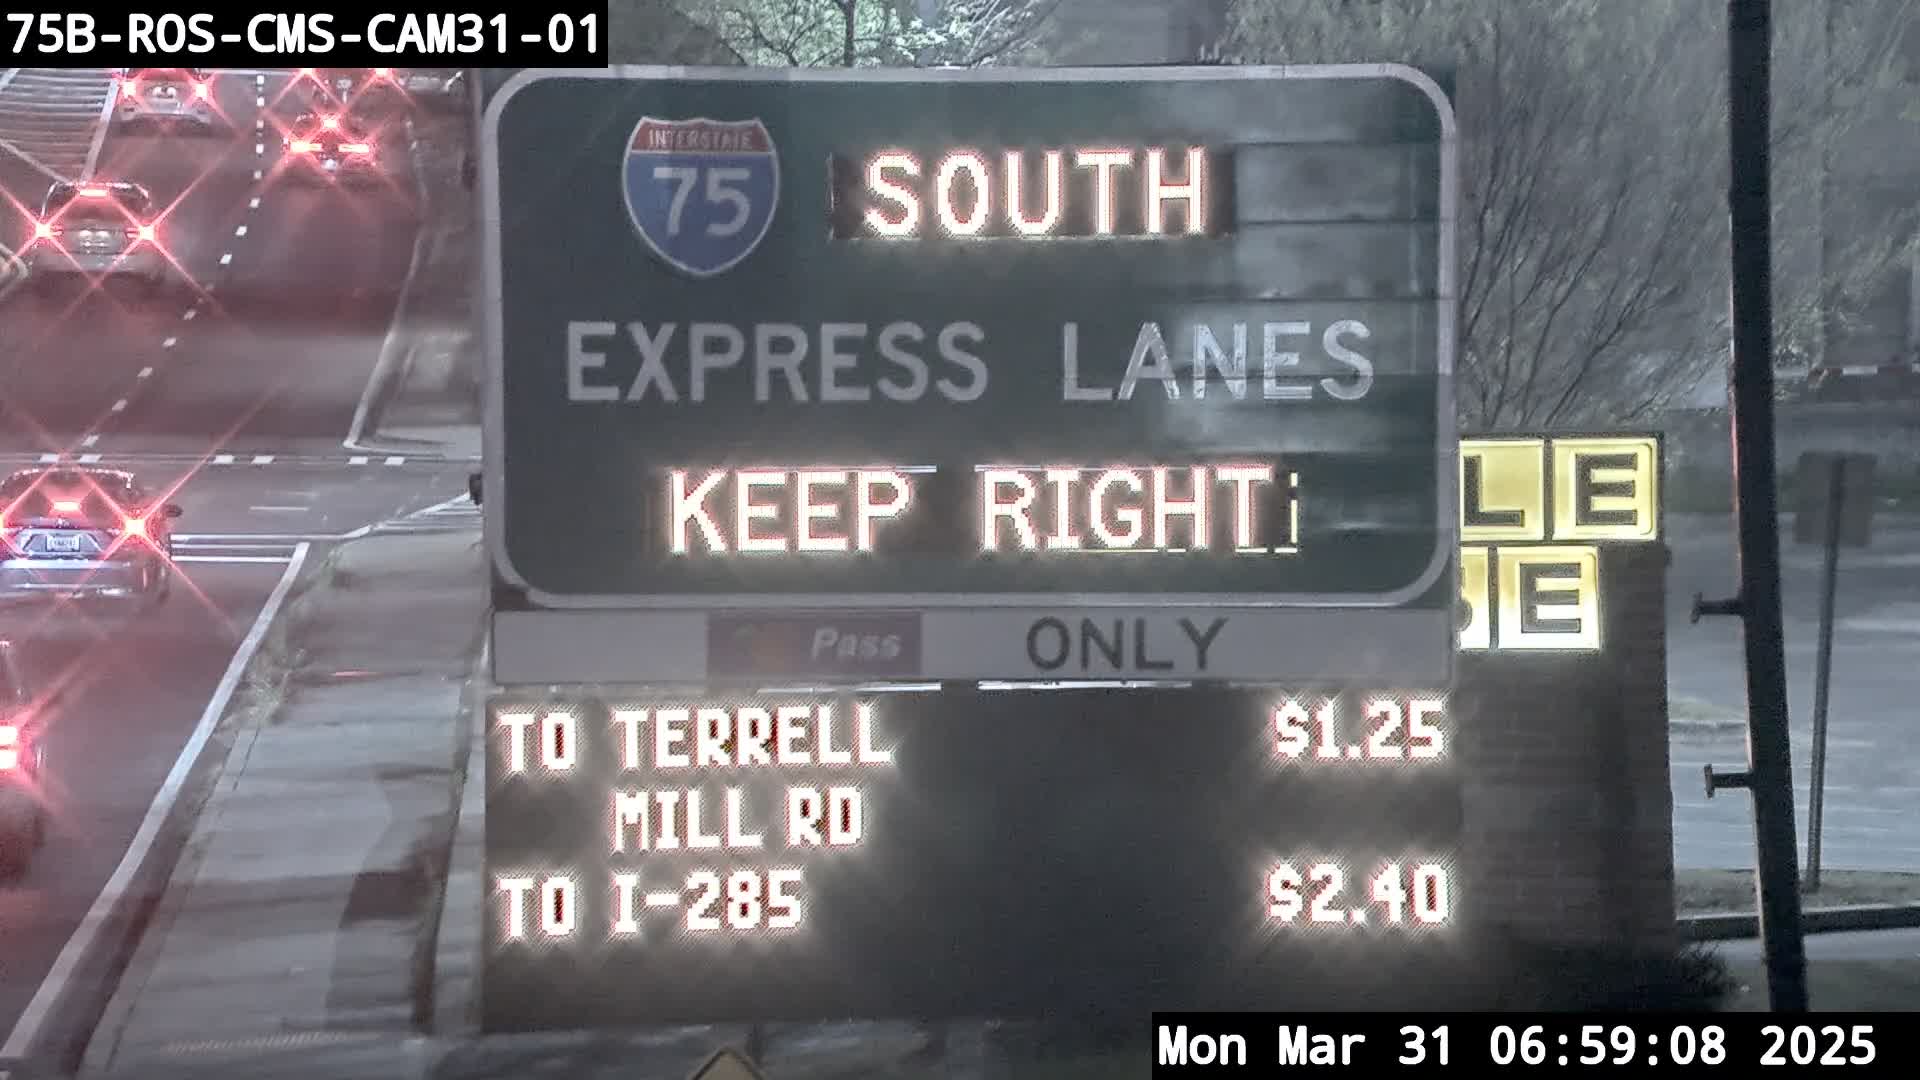 75B-ROS-CMS-CAM31-01
INTERSTATE
75
SOUTH
EXPRESS LANES
KEEP RIGHT
Pass ONLY
LE
E
TO TERRELL $1.25
MILL RD
TO I-285 $2.40
Mon Mar 31 06:59:08 2025